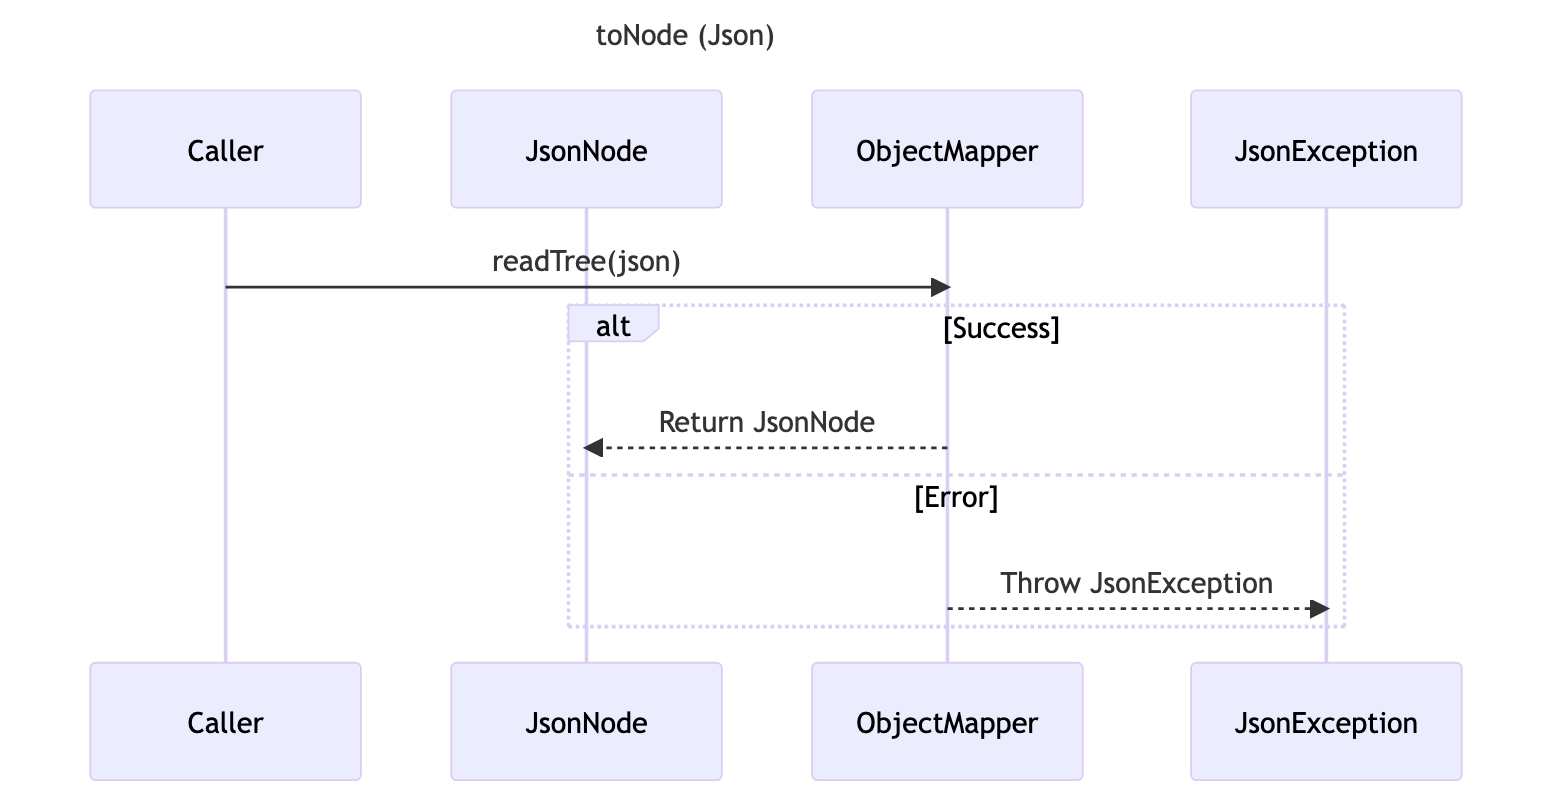 toNode (Json)
Caller
JsonNode
ObjectMapper
JsonException
readTree(json)
alt
[Success]
Return JsonNode
[Error]
Throw JsonException
Caller
JsonNode
ObjectMapper
JsonException